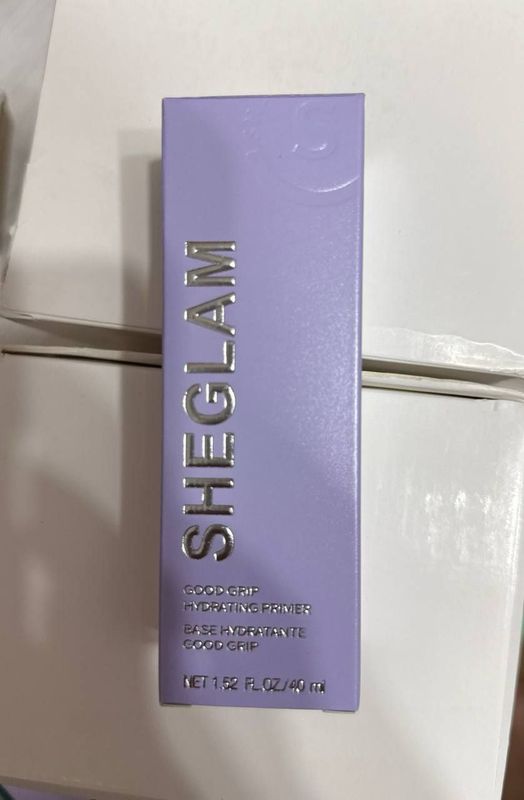 SHEGLAM
GOOD GRIP
HYDRATING PRIMER
BASE HYDRATANTE
GOOD GRIP
NET 1.52 FL.OZ/40 ml